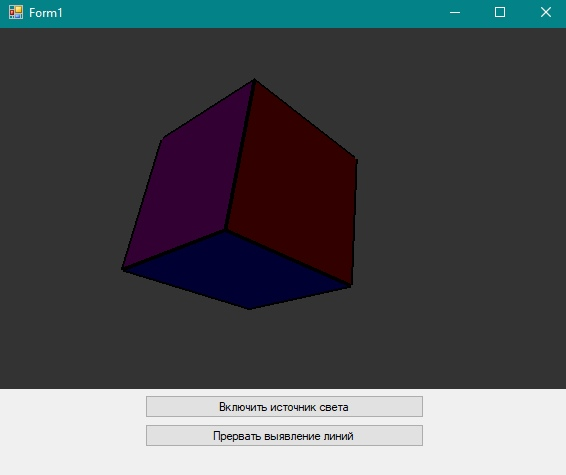 Form1
Включить источник света
Прервать выявление линий